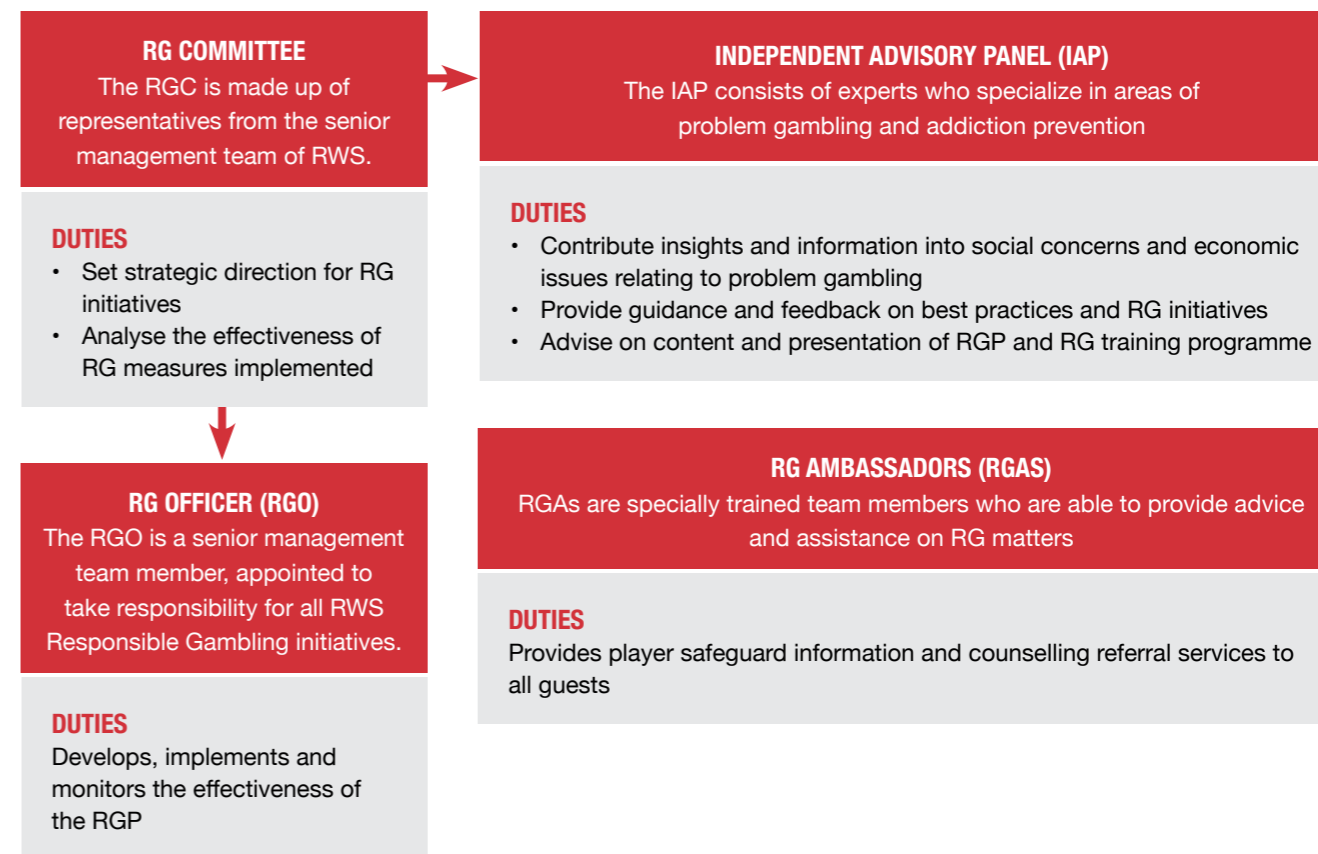 RG COMMITTEE
The RGC is made up of
representatives from the senior
management team of RWS.
DUTIES
• Set strategic direction for RG
initiatives
• Analyse the effectiveness of
RG measures implemented
INDEPENDENT ADVISORY PANEL (IAP)
The IAP consists of experts who specialize in areas of
problem gambling and addiction prevention
DUTIES
• Contribute insights and information into social concerns and economic
issues relating to problem gambling
• Provide guidance and feedback on best practices and RG initiatives
• Advise on content and presentation of RGP and RG training programme
RG OFFICER (RGO)
The RGO is a senior management
team member, appointed to
take responsibility for all RWS
Responsible Gambling initiatives.
DUTIES
Develops, implements and
monitors the effectiveness of
the RGP
RG AMBASSADORS (RGAS)
RGAs are specially trained team members who are able to provide advice
and assistance on RG matters
DUTIES
Provides player safeguard information and counselling referral services to
all guests